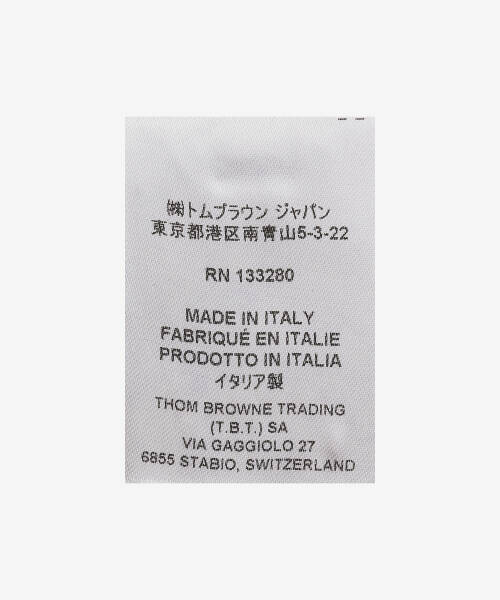 ㈱トムブラウン ジャパン
東京都港区南青山5-3-22
RN 133280
MADE IN ITALY
FABRIQUÉ EN ITALIE
PRODOTTO IN ITALIA
イタリア製
THOM BROWNE TRADING
(T.B.T.) SA
VIA GAGGIOLO 27
6855 STABIO, SWITZERLAND